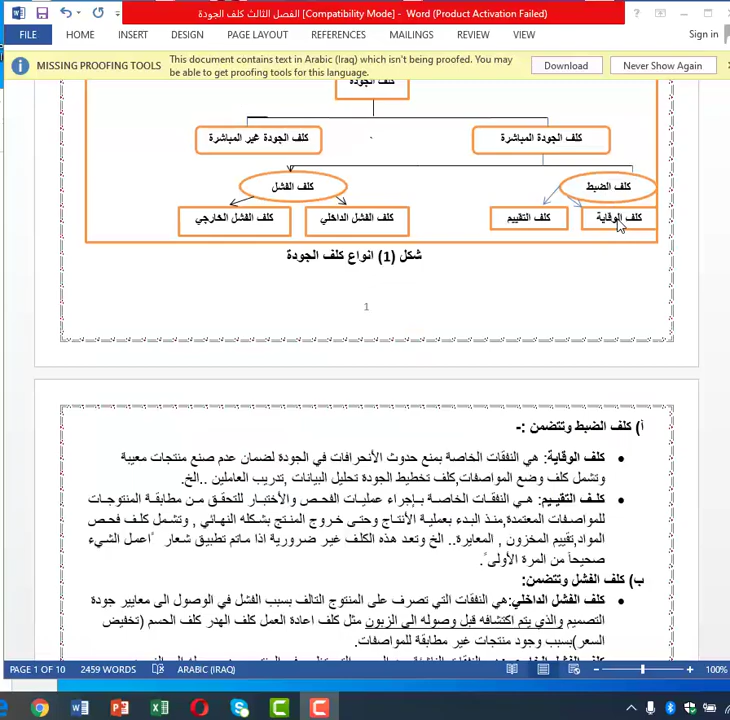 الفصل الثالث كلف الجودة [Compatibility Mode] - Word (Product Activation Failed)
FILE HOME INSERT DESIGN PAGE LAYOUT REFERENCES MAILINGS REVIEW VIEW Sign in
MISSING PROOFING TOOLS This document contains text in Arabic (Iraq) which isn't being proofed. You may be able to get proofing tools for this language. Download Never Show Again
كلف الجودة
كلف الجودة المباشرة كلف الجودة غير المباشرة
كلف الضبط كلف الفشل
كلف الوقاية كلف التقييم كلف الفشل الداخلي كلف الفشل الخارجي
شكل (1) انواع كلف الجودة
1
أ) كلف الضبط وتتضمن :-
كلف الوقاية: هي النفقات الخاصة بمنع حدوث الأنحرافات في الجودة لضمان عدم صنع منتجات معيبة
وتشمل كلف وضع المواصفات,كلف تخطيط الجودة تحليل البيانات ,تدريب العاملين ..الخ.
كلف التقييم: هي النفقات الخاصة بإجراء عمليات الفحص والأختبار للتحقق من مطابقة المنتوجات
للمواصفات المعتمدة,منذ البدء بعملية الأنتاج وحتى خروج المنتج بشكله النهائي , وتشمل كلف فحص
المواد,تقييم المخزون , المعايرة.. الخ وتعد هذه الكلف غير ضرورية اذا ماتم تطبيق شعار "اعمل الشيء
صحيحاً من المرة الأولى".
ب) كلف الفشل وتتضمن:
كلف الفشل الداخلي:هي النفقات التي تصرف على المنتوج التالف بسبب الفشل في الوصول الى معايير جودة
التصميم والذي يتم اكتشافه قبل وصوله الى الزبون مثل كلف اعادة العمل كلف الهدر كلف الحسم (تخفيض
السعر)بسبب وجود منتجات غير مطابقة للمواصفات.
PAGE 1 OF 10 2459 WORDS ARABIC (IRAQ) 100%